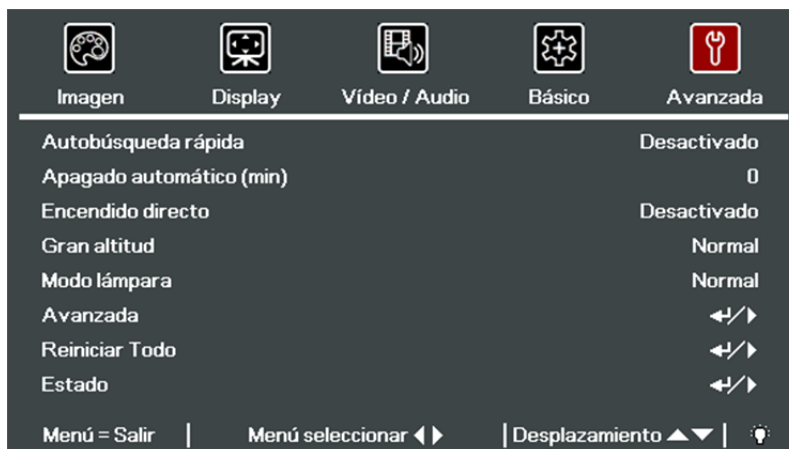 Imagen Display Vídeo / Audio Básico Avanzada
Autobúsqueda rápida Desactivado
Apagado automático (min) 0
Encendido directo Desactivado
Gran altitud Normal
Modo lámpara Normal
Avanzada ↵/▶
Reiniciar Todo ↵/▶
Estado ↵/▶
Menú = Salir | Menú seleccionar ◀▶ | Desplazamiento ▲▼ |